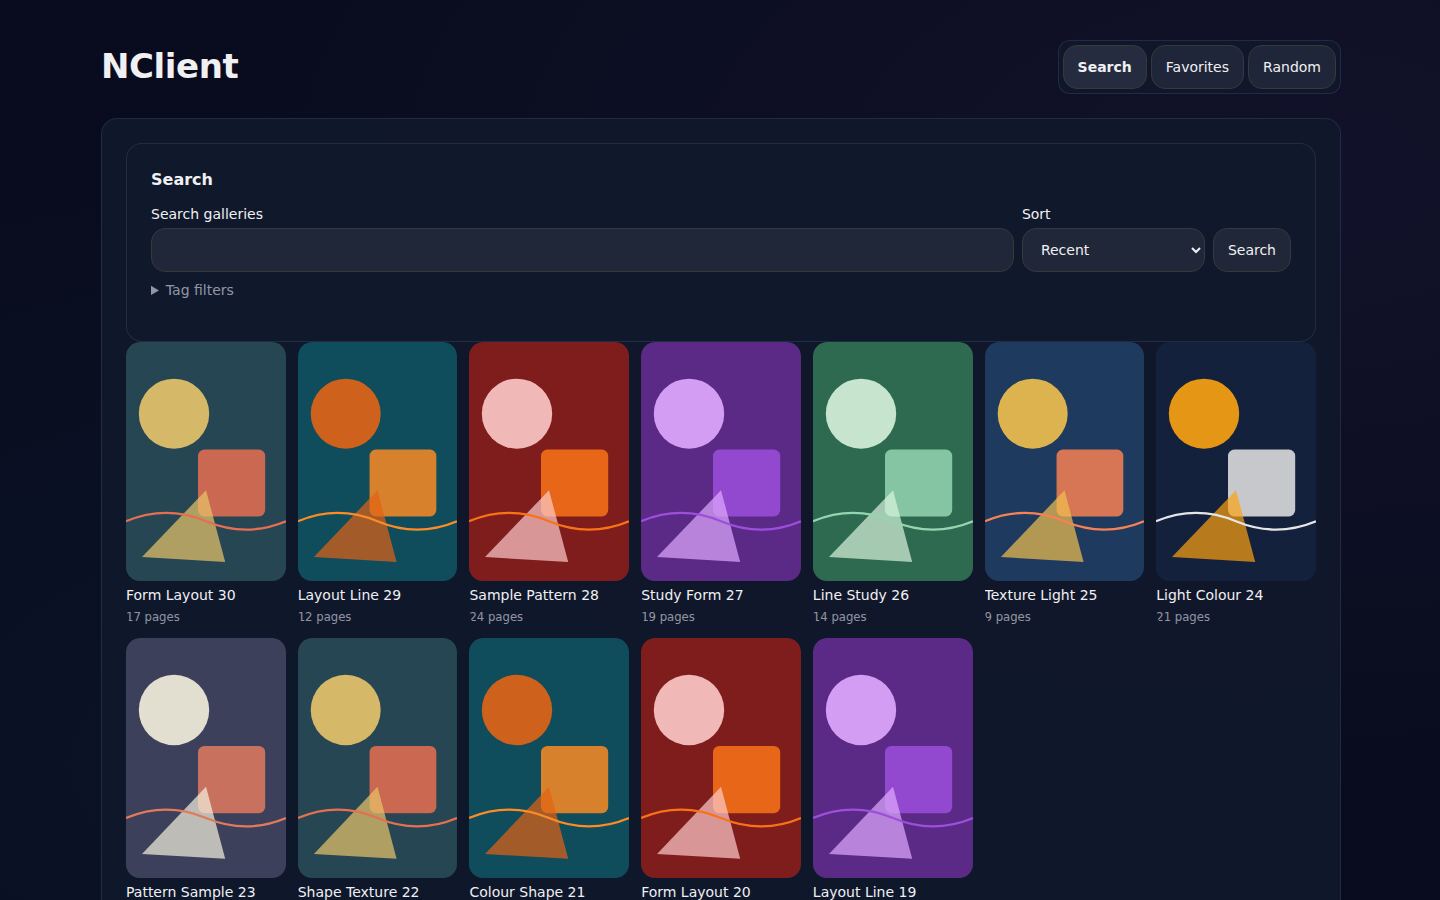 NClient
Search
Favorites
Random
Search
Search galleries
Sort
Recent
Search
Tag filters
Form Layout 30
17 pages
Layout Line 29
12 pages
Sample Pattern 28
24 pages
Study Form 27
19 pages
Line Study 26
14 pages
Texture Light 25
9 pages
Light Colour 24
21 pages
Pattern Sample 23
Shape Texture 22
Colour Shape 21
Form Layout 20
Layout Line 19